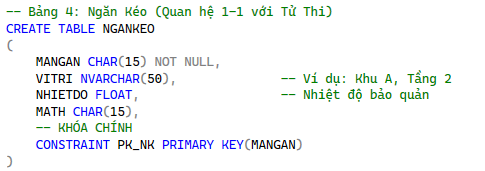 -- Bảng 4: Ngăn Kéo (Quan hệ 1-1 với Tử Thi)
CREATE TABLE NGANKEO
(
    MANGAN CHAR(15) NOT NULL,
    VITRI NVARCHAR(50),             -- Ví dụ: Khu A, Tầng 2
    NHIETDO FLOAT,                  -- Nhiệt độ bảo quản
    MATH CHAR(15),
    -- KHÓA CHÍNH
    CONSTRAINT PK_NK PRIMARY KEY(MANGAN)
)